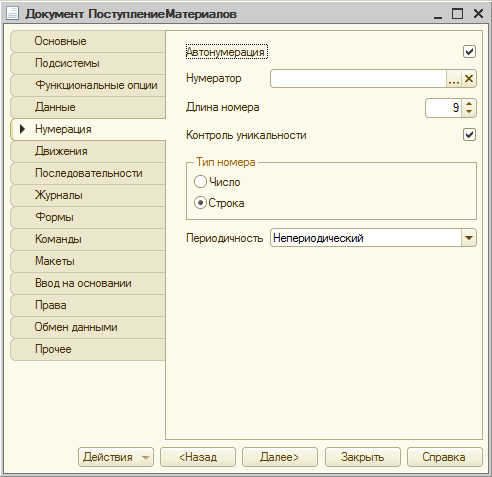 Документ ПоступлениеМатериалов
Основные
Подсистемы
Функциональные опции
Данные
Нумерация
Движения
Последовательности
Журналы
Формы
Команды
Макеты
Ввод на основании
Права
Обмен данными
Прочее
Автонумерация
Нумератор ...
Длина номера 9
Контроль уникальности
Тип номера
Число
Строка
Периодичность Непериодический
Действия <Назад Далее> Закрыть Справка